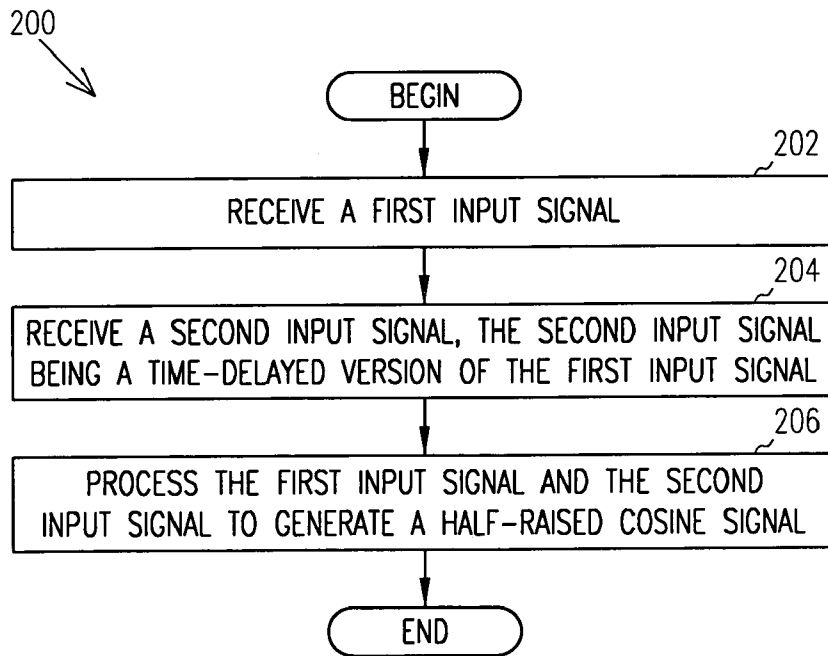 200
BEGIN
202
RECEIVE A FIRST INPUT SIGNAL
204
RECEIVE A SECOND INPUT SIGNAL, THE SECOND INPUT SIGNAL
BEING A TIME-DELAYED VERSION OF THE FIRST INPUT SIGNAL
206
PROCESS THE FIRST INPUT SIGNAL AND THE SECOND
INPUT SIGNAL TO GENERATE A HALF-RAISED COSINE SIGNAL
END